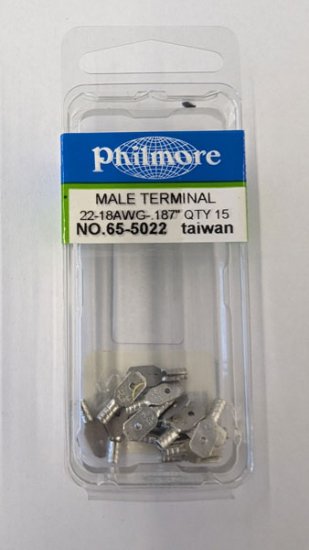 Philmore
MALE TERMINAL
22-18AWG-.187" QTY 15
NO.65-5022 taiwan